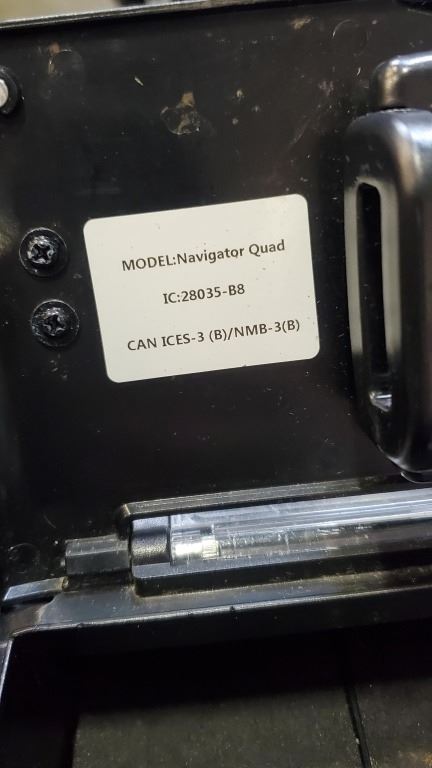 MODEL:Navigator Quad
IC:28035-B8
CAN ICES-3 (B)/NMB-3(B)